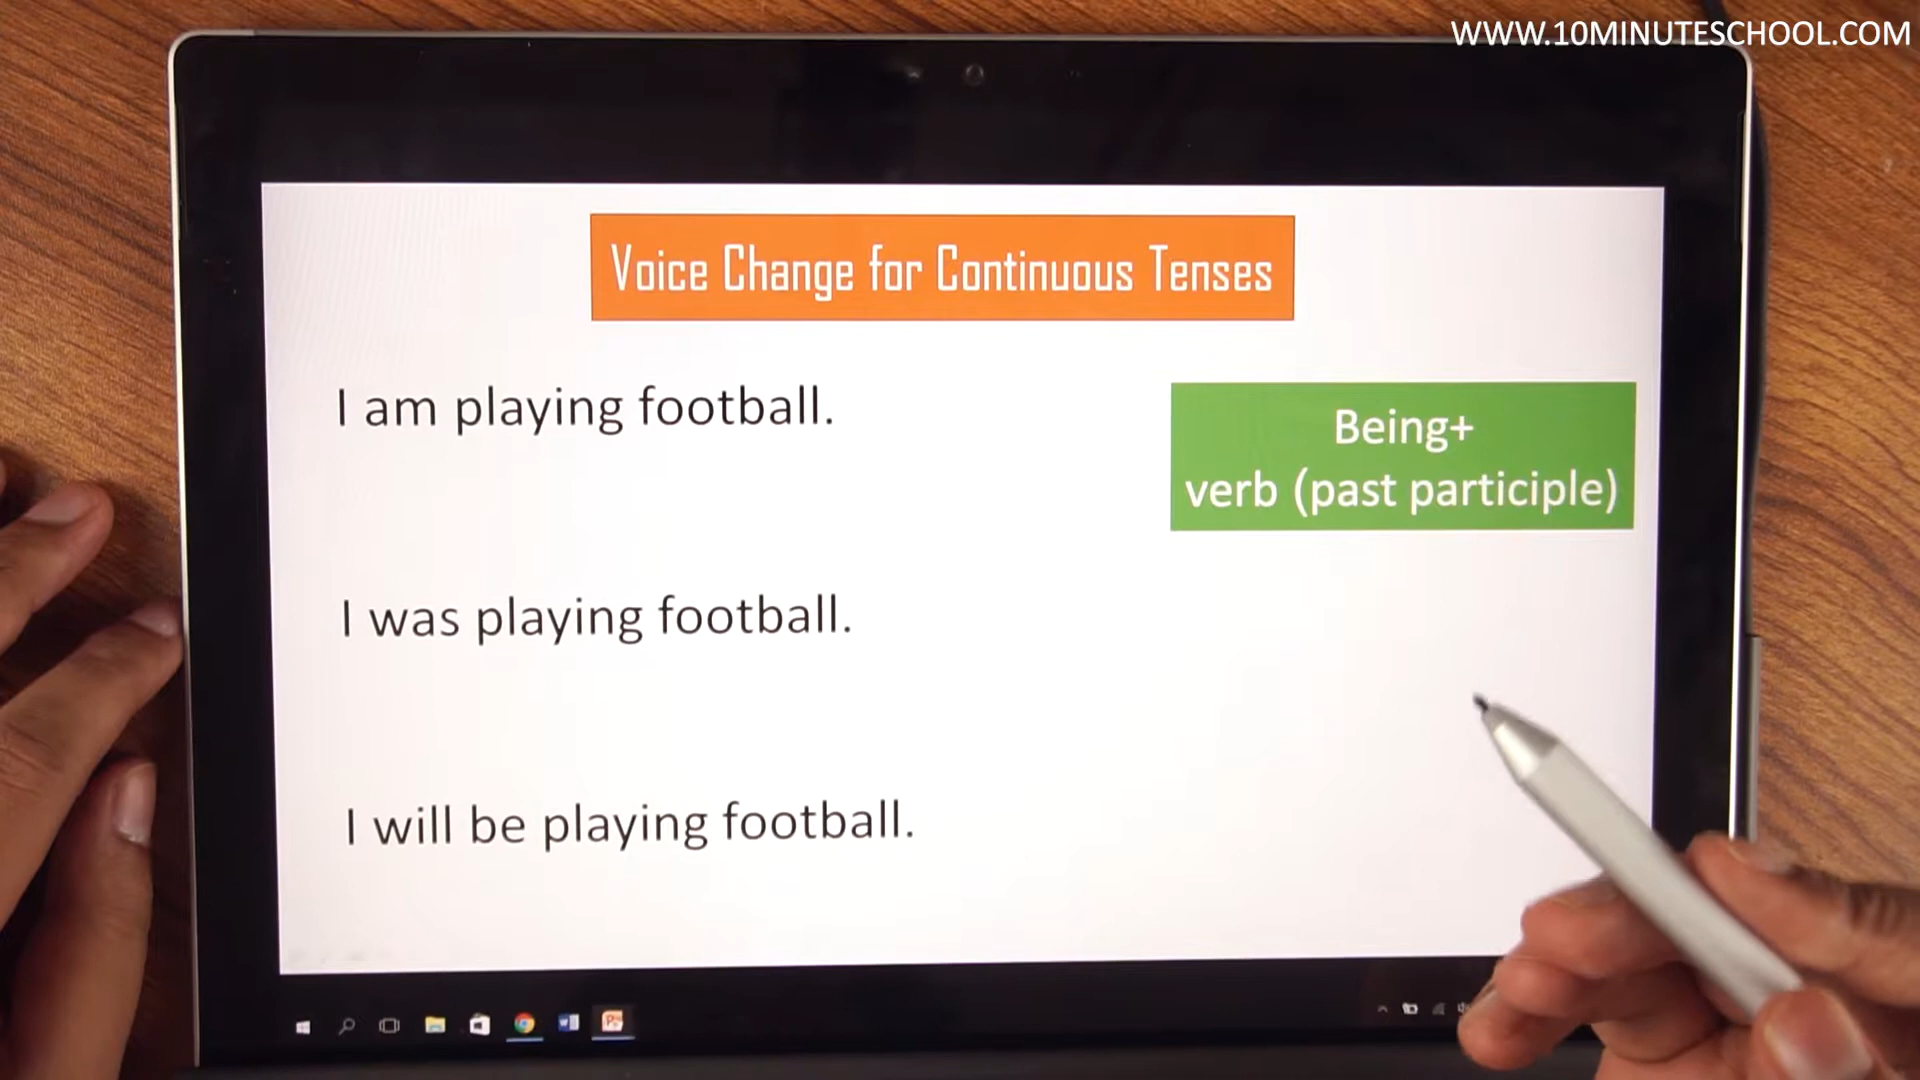 WWW.10MINUTESCHOOL.COM
Voice Change for Continuous Tenses
I am playing football.
Being+
verb (past participle)
I was playing football.
I will be playing football.